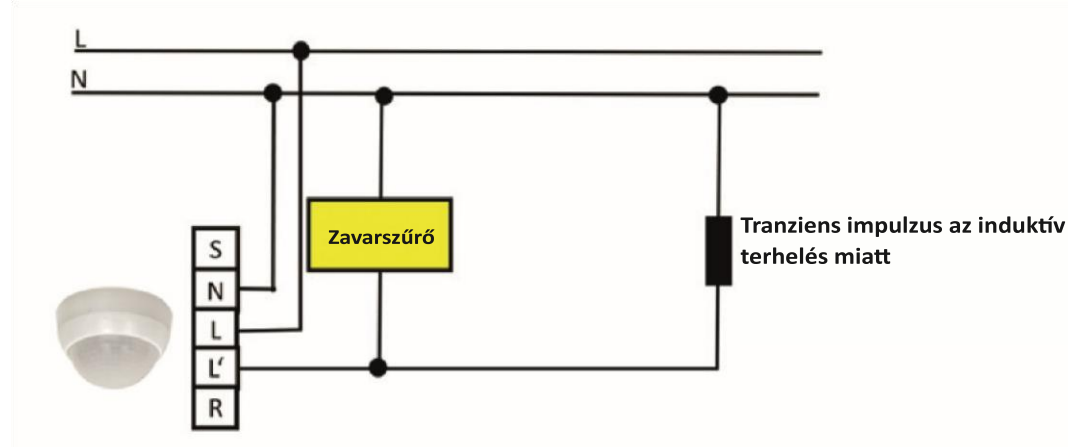 L
N
Zavarszűrő
Tranziens impulzus az induktív
terhelés miatt
S
N
L
L‘
R